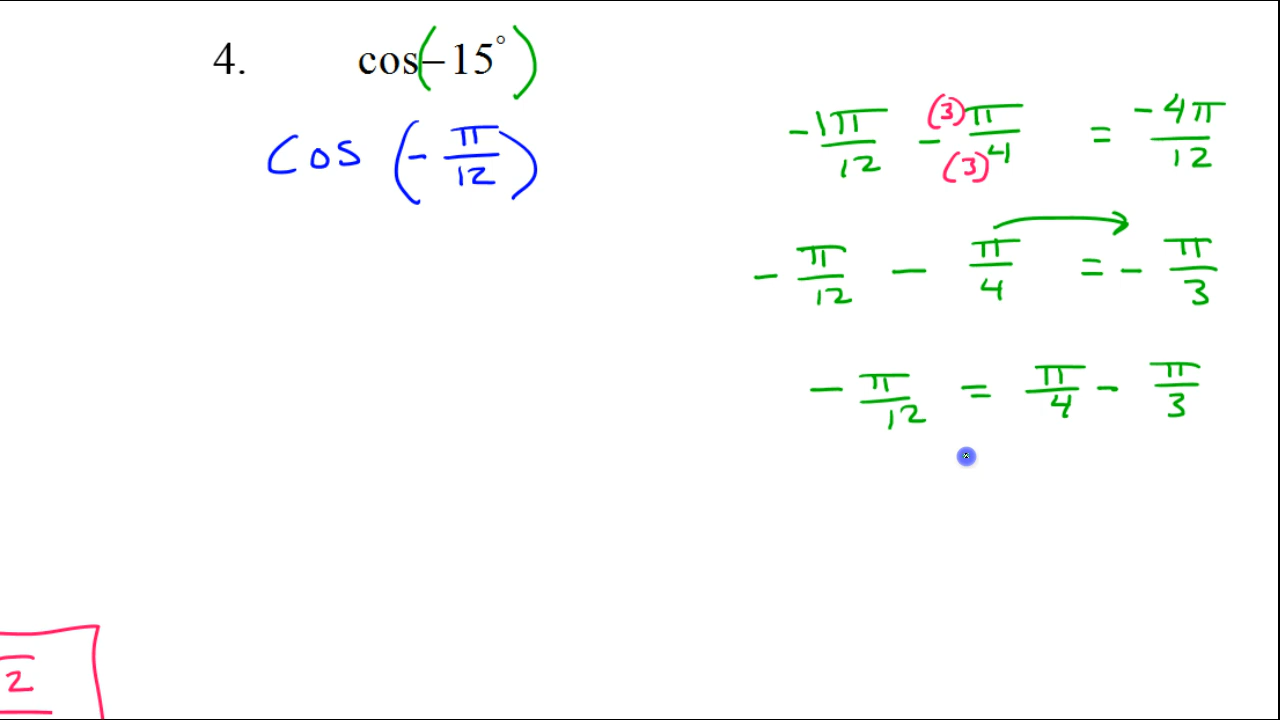 4. cos(−15°)
cos (−π/12)
-1π/12 - (3)π/(3)4 = -4π/12
- π/12 - π/4 = - π/3
- π/12 = π/4 - π/3
2